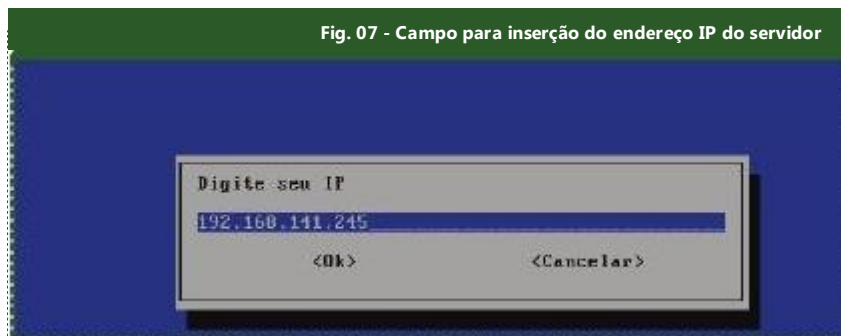 Fig. 07 - Campo para inserção do endereço IP do servidor
Digite seu IP
192.168.141.245
<Ok> <Cancelar>